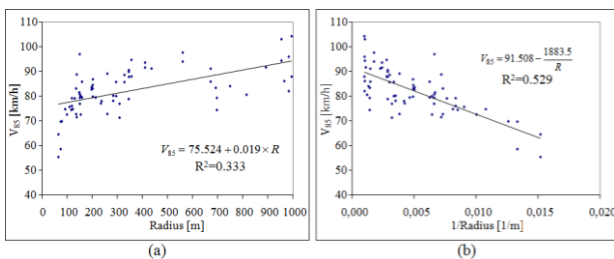 110
100
90
80
70
60
50
40
V85 [km/h]
0 100 200 300 400 500 600 700 800 900 1000
Radius [m]
V85 = 75.524 + 0.019 × R
R²=0.333
(a)
110
100
90
80
70
60
50
40
V85 [km/h]
0,000 0,005 0,010 0,015 0,020
1/Radius [1/m]
V85 = 91.508 − 1883.5
R
R²=0.529
(b)